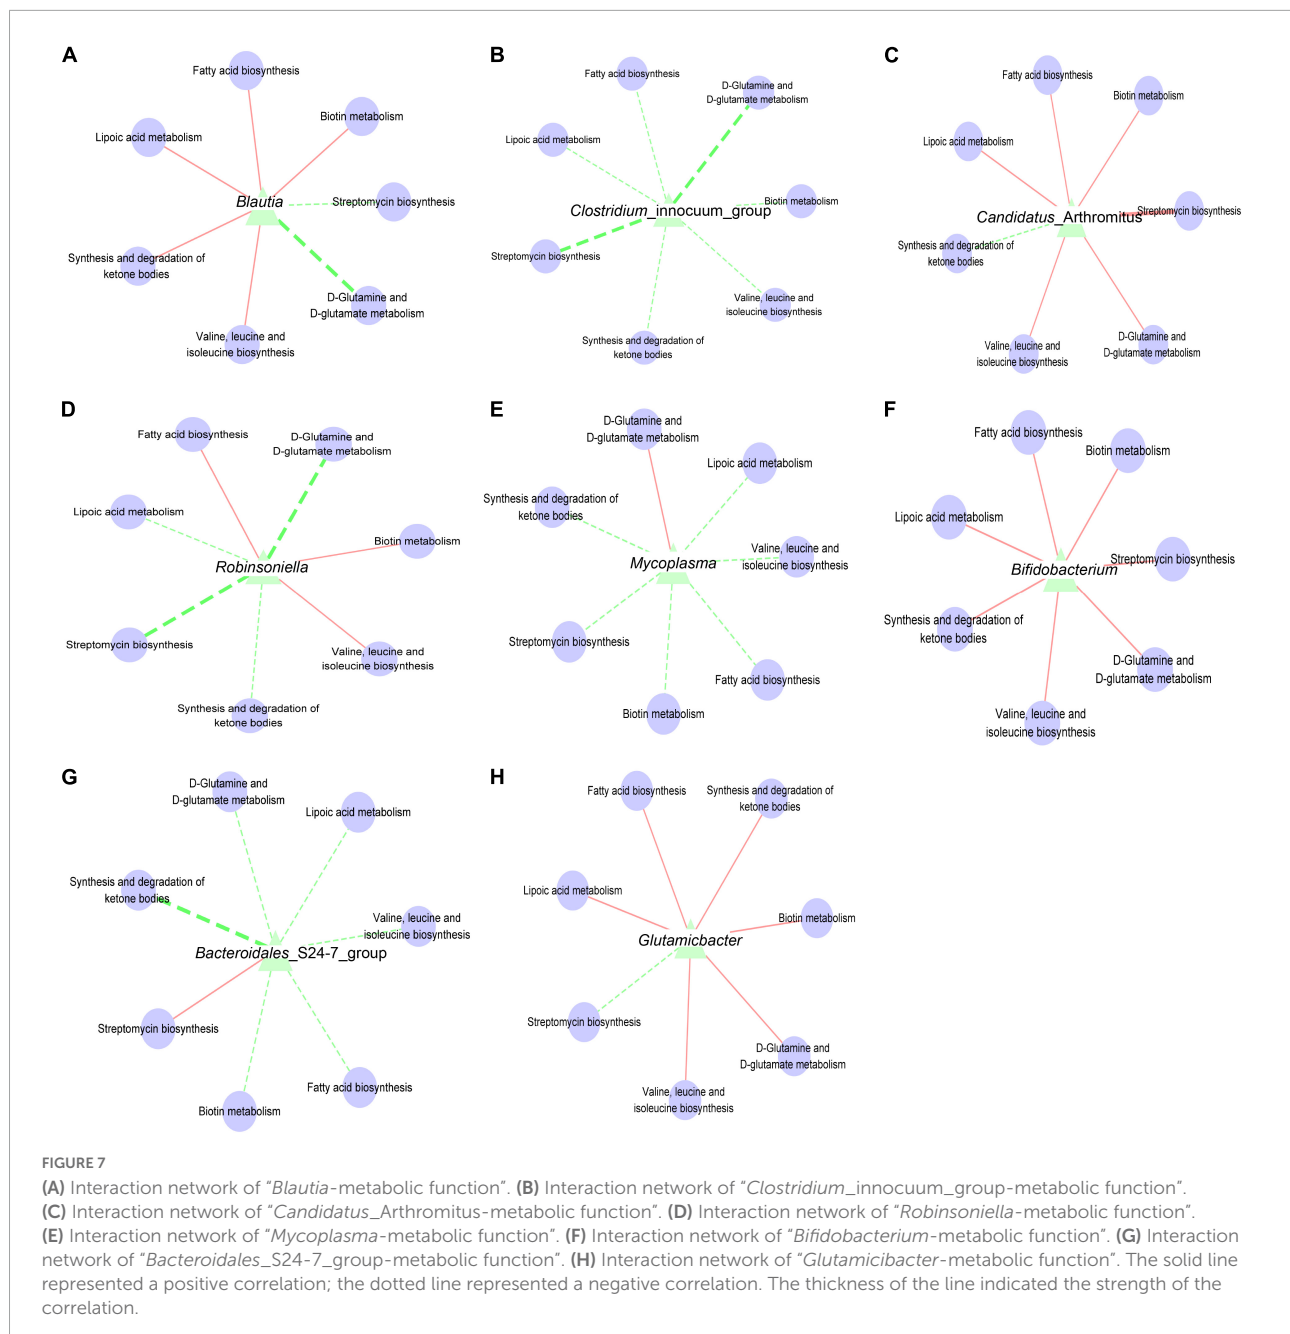 A
Fatty acid biosynthesis
Biotin metabolism
Lipoic acid metabolism
Streptomycin biosynthesis
Blautia
Synthesis and degradation of
ketone bodies
D-Glutamine and
D-glutamate metabolism
Valine, leucine and
isoleucine biosynthesis
B
Fatty acid biosynthesis
D-Glutamine and
D-glutamate metabolism
Lipoic acid metabolism
Biotin metabolism
Clostridium_innocuum_group
Streptomycin biosynthesis
Valine, leucine and
isoleucine biosynthesis
Synthesis and degradation of
ketone bodies
C
Fatty acid biosynthesis
Biotin metabolism
Lipoic acid metabolism
Streptomycin biosynthesis
Candidatus_Arthromitus
Synthesis and degradation of
ketone bodies
D-Glutamine and
D-glutamate metabolism
Valine, leucine and
isoleucine biosynthesis
D
Fatty acid biosynthesis
D-Glutamine and
D-glutamate metabolism
Lipoic acid metabolism
Biotin metabolism
Robinsoniella
Streptomycin biosynthesis
Valine, leucine and
isoleucine biosynthesis
Synthesis and degradation of
ketone bodies
E
D-Glutamine and
D-glutamate metabolism
Lipoic acid metabolism
Synthesis and degradation of
ketone bodies
Valine, leucine and
isoleucine biosynthesis
Mycoplasma
Streptomycin biosynthesis
Fatty acid biosynthesis
Biotin metabolism
F
Fatty acid biosynthesis
Biotin metabolism
Lipoic acid metabolism
Streptomycin biosynthesis
Bifidobacterium
Synthesis and degradation of
ketone bodies
D-Glutamine and
D-glutamate metabolism
Valine, leucine and
isoleucine biosynthesis
G
D-Glutamine and
D-glutamate metabolism
Lipoic acid metabolism
Synthesis and degradation of
ketone bodies
Valine, leucine and
isoleucine biosynthesis
Bacteroidales_S24-7_group
Streptomycin biosynthesis
Fatty acid biosynthesis
Biotin metabolism
H
Fatty acid biosynthesis
Synthesis and degradation of
ketone bodies
Lipoic acid metabolism
Biotin metabolism
Glutamicbacter
Streptomycin biosynthesis
D-Glutamine and
D-glutamate metabolism
Valine, leucine and
isoleucine biosynthesis
FIGURE 7
(A) Interaction network of “Blautia-metabolic function”. (B) Interaction network of “Clostridium_innocuum_group-metabolic function”.
(C) Interaction network of “Candidatus_Arthromitus-metabolic function”. (D) Interaction network of “Robinsoniella-metabolic function”.
(E) Interaction network of “Mycoplasma-metabolic function”. (F) Interaction network of “Bifidobacterium-metabolic function”. (G) Interaction
network of “Bacteroidales_S24-7_group-metabolic function”. (H) Interaction network of “Glutamicibacter-metabolic function”. The solid line
represented a positive correlation; the dotted line represented a negative correlation. The thickness of the line indicated the strength of the
correlation.